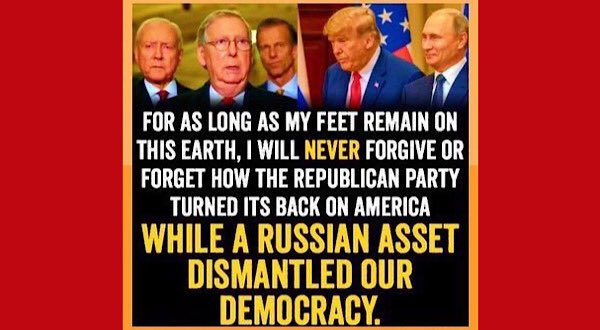 FOR AS LONG AS MY FEET REMAIN ON
THIS EARTH, I WILL NEVER FORGIVE OR
FORGET HOW THE REPUBLICAN PARTY
TURNED ITS BACK ON AMERICA
WHILE A RUSSIAN ASSET
DISMANTLED OUR
DEMOCRACY.